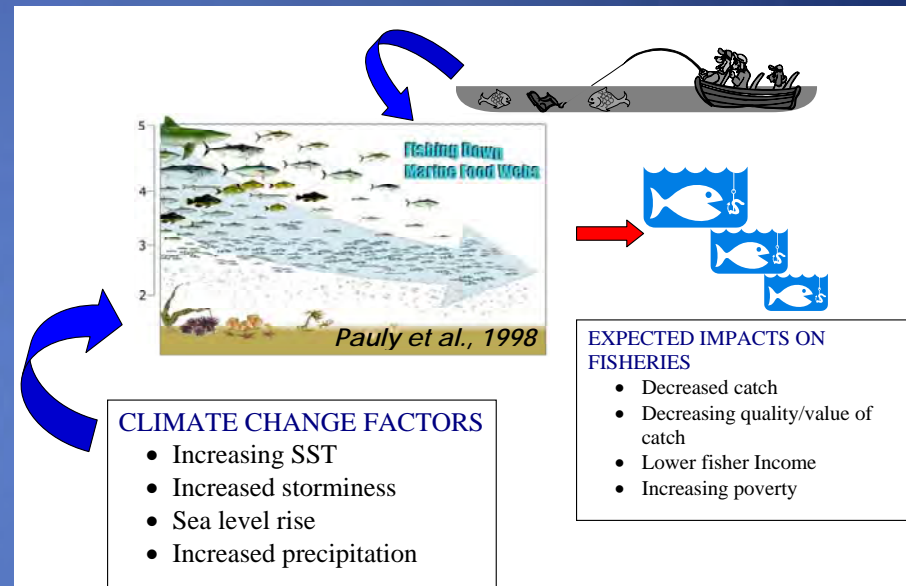 5
Fishing Down
Marine Food Webs
4
3
2
Pauly et al., 1998
EXPECTED IMPACTS ON
FISHERIES
• Decreased catch
• Decreasing quality/value of
catch
• Lower fisher Income
• Increasing poverty
CLIMATE CHANGE FACTORS
• Increasing SST
• Increased storminess
• Sea level rise
• Increased precipitation